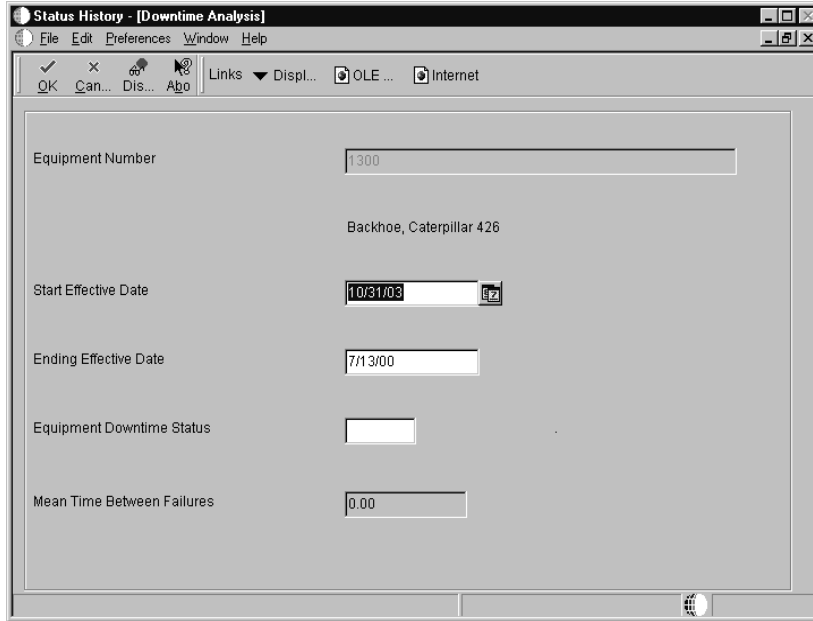 Status History - [Downtime Analysis]
File Edit Preferences Window Help
OK Can... Dis... Abo Links Displ... OLE ... Internet
Equipment Number 1300
Backhoe, Caterpillar 426
Start Effective Date 10/31/03
Ending Effective Date 7/13/00
Equipment Downtime Status
Mean Time Between Failures 0.00